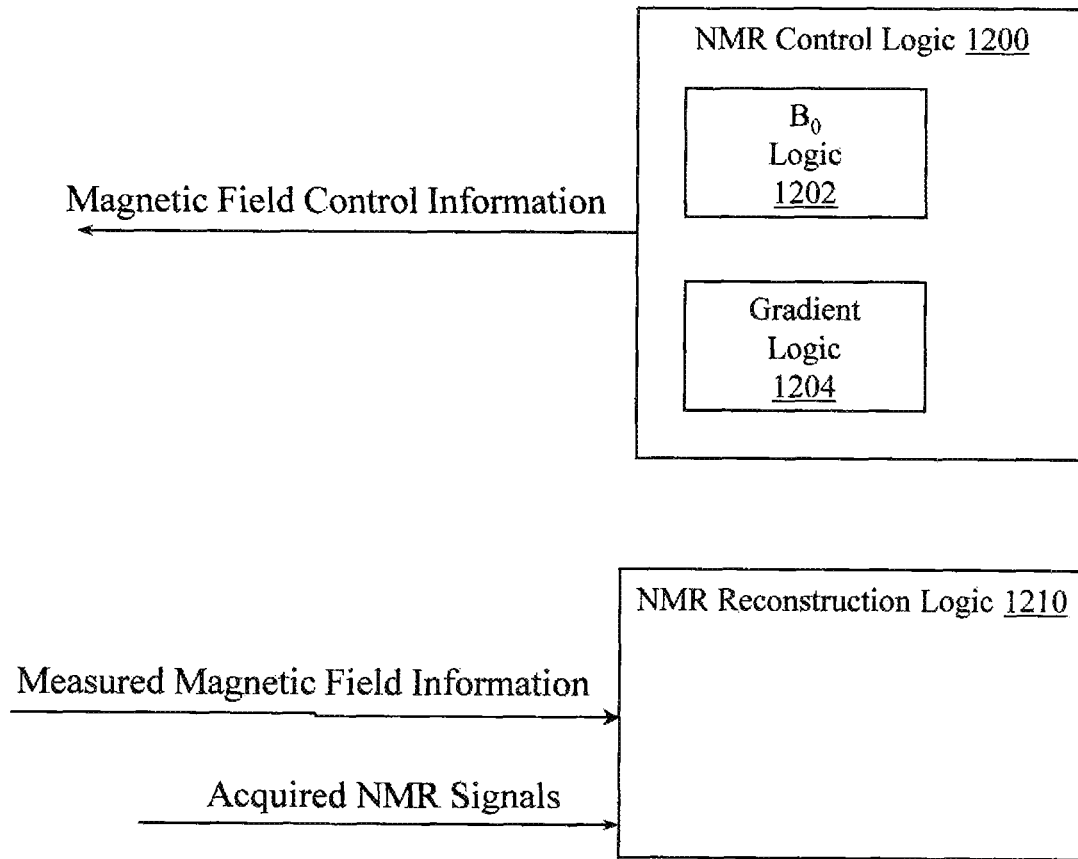 NMR Control Logic 1200
B₀
Logic
1202
Magnetic Field Control Information
Gradient
Logic
1204
NMR Reconstruction Logic 1210
Measured Magnetic Field Information
Acquired NMR Signals